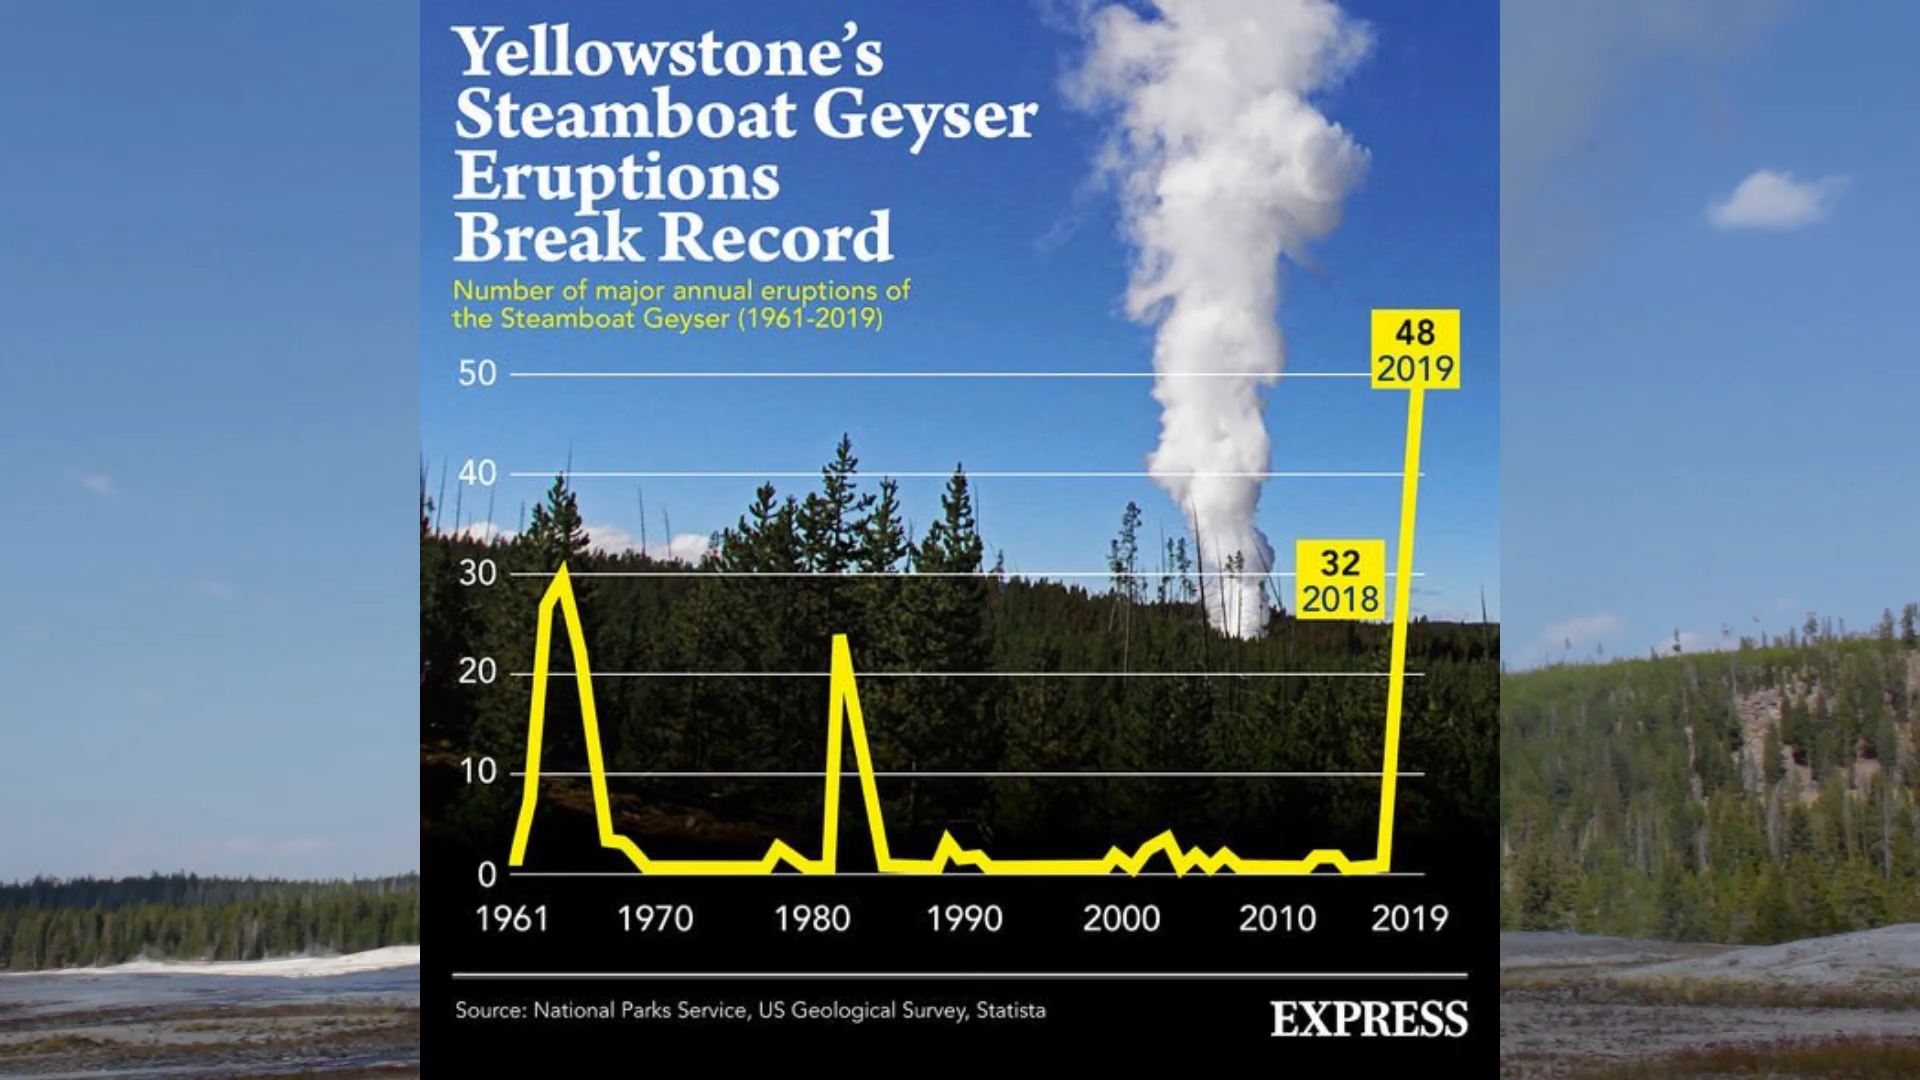 Yellowstone's
Steamboat Geyser
Eruptions
Break Record
Number of major annual eruptions of
the Steamboat Geyser (1961-2019)
48
2019
50
40
32
2018
30
20
10
0
1961 1970 1980 1990 2000 2010 2019
Source: National Parks Service, US Geological Survey, Statista
EXPRESS